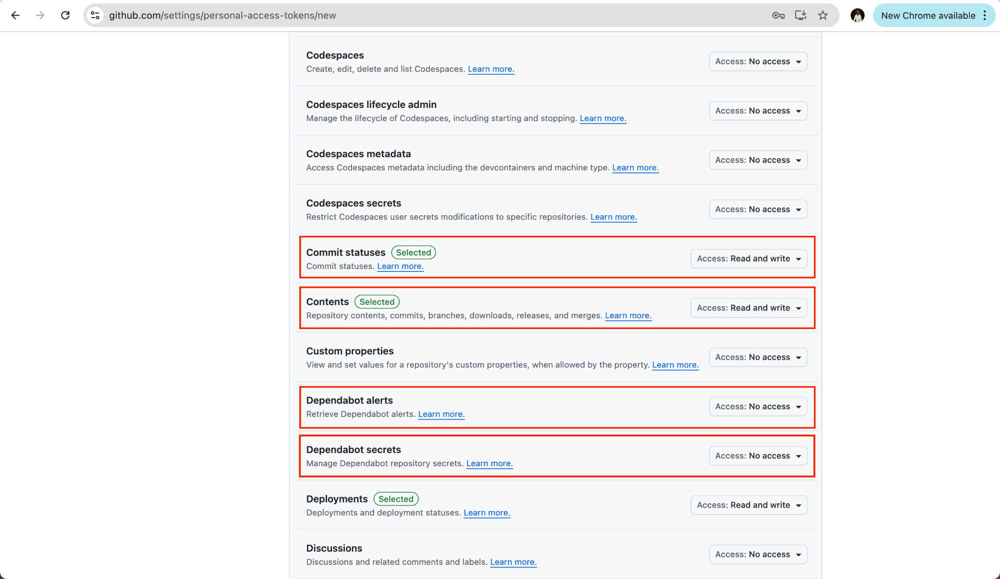 github.com/settings/personal-access-tokens/new
New Chrome available
Codespaces
Access: No access
Create, edit, delete and list Codespaces. Learn more.
Codespaces lifecycle admin
Access: No access
Manage the lifecycle of Codespaces, including starting and stopping. Learn more.
Codespaces metadata
Access: No access
Access Codespaces metadata including the devcontainers and machine type. Learn more.
Codespaces secrets
Access: No access
Restrict Codespaces user secrets modifications to specific repositories. Learn more.
Commit statuses Selected
Access: Read and write
Commit statuses. Learn more.
Contents Selected
Access: Read and write
Repository contents, commits, branches, downloads, releases, and merges. Learn more.
Custom properties
Access: No access
View and set values for a repository's custom properties, when allowed by the property. Learn more.
Dependabot alerts
Access: No access
Retrieve Dependabot alerts. Learn more.
Dependabot secrets
Access: No access
Manage Dependabot repository secrets. Learn more.
Deployments Selected
Access: Read and write
Deployments and deployment statuses. Learn more.
Discussions
Access: No access
Discussions and related comments and labels. Learn more.